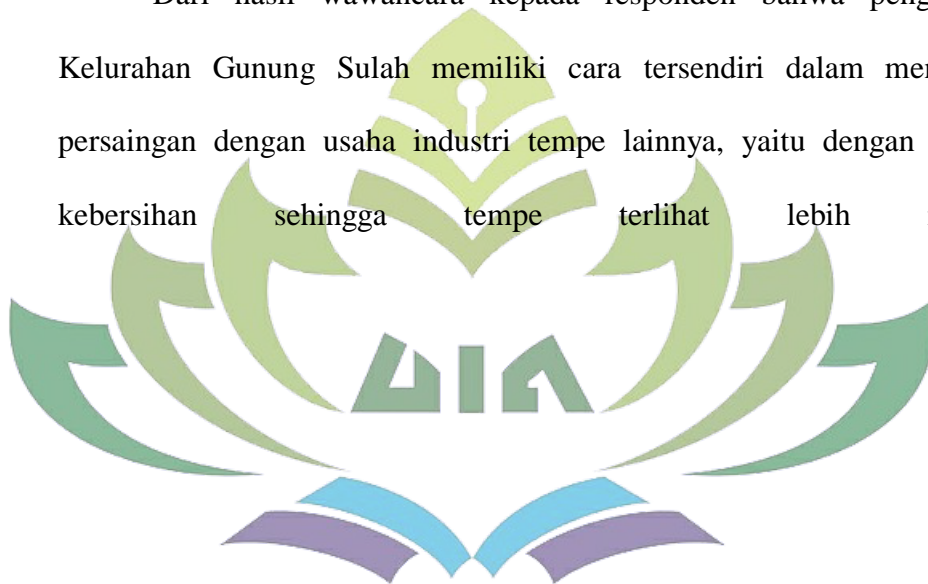 Dari hasil wawancara kepada responden bahwa
Kelurahan Gunung Sulah memiliki cara tersendiri dalam
persaingan dengan usaha industri tempe lainnya, yaitu dengan
kebersihan sehingga tempe terlihat lebih
UIN